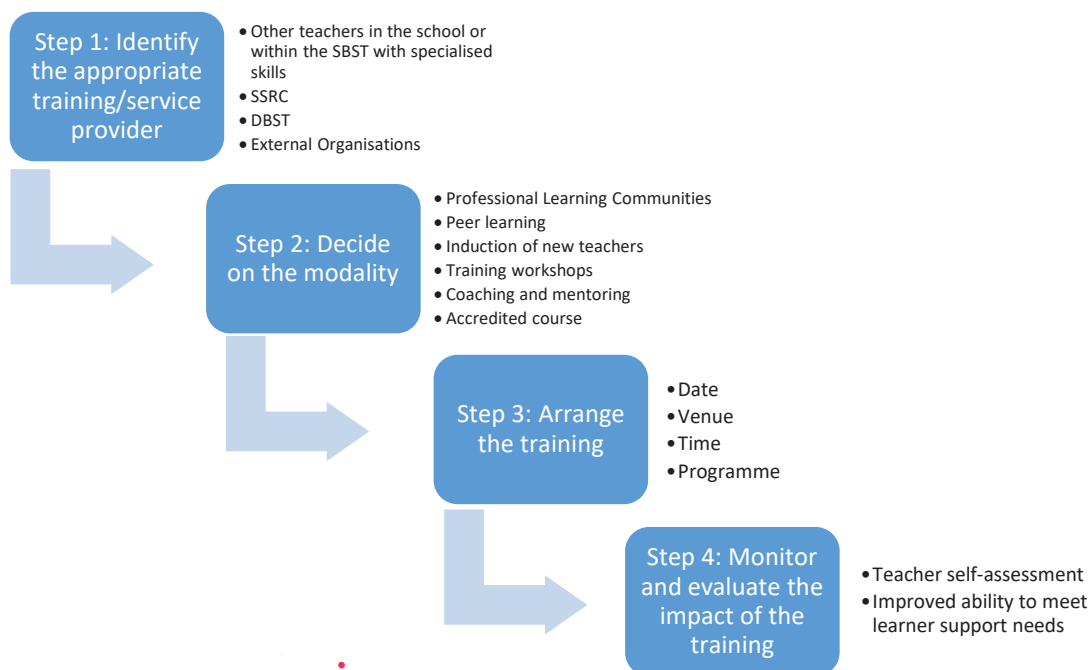 Step 1: Identify
the appropriate
training/service
provider
• Other teachers in the school or
within the SBST with specialised
skills
• SSRC
• DBST
• External Organisations
Step 2: Decide
on the modality
• Professional Learning Communities
• Peer learning
• Induction of new teachers
• Training workshops
• Coaching and mentoring
• Accredited course
Step 3: Arrange
the training
• Date
• Venue
• Time
• Programme
Step 4: Monitor
and evaluate the
impact of the
training
• Teacher self-assessment
• Improved ability to meet
learner support needs